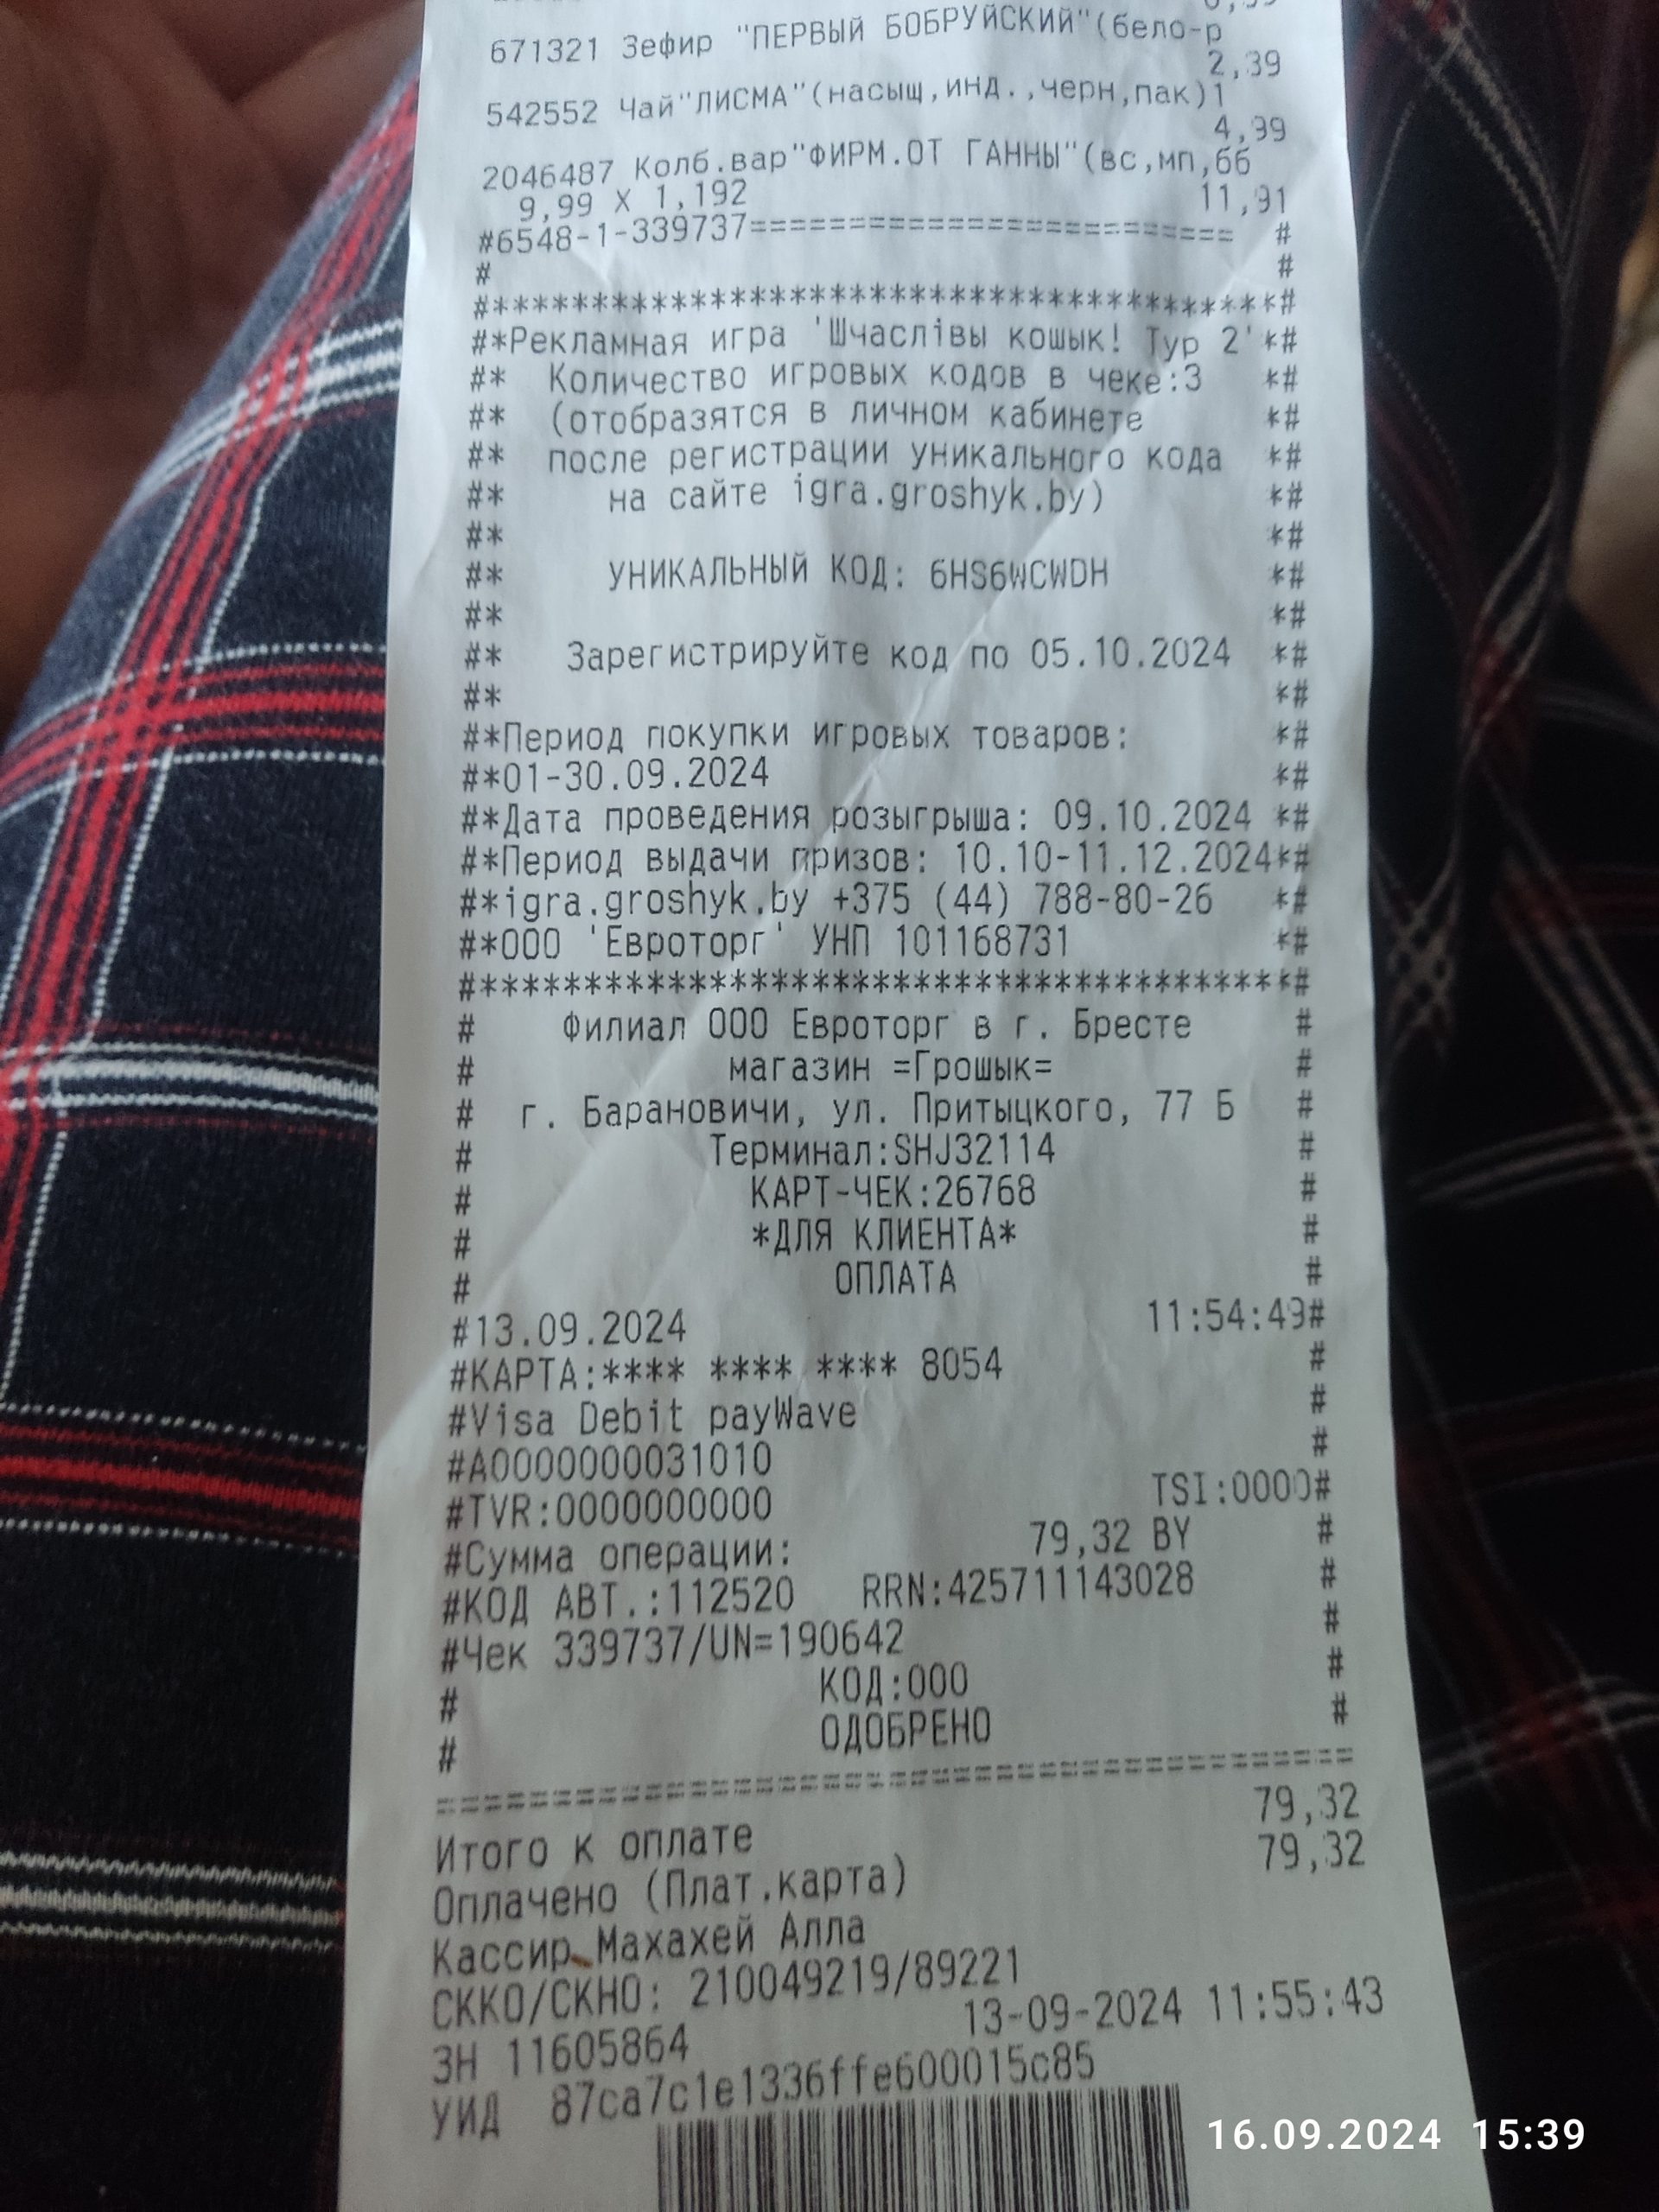 671321 Зефир "ПЕРВЫЙ БОБРУЙСКИЙ"(бело-р
2,39
542552 Чай"ЛИСМА"(насыщ,инд.,черн,пак)1
4,99
2046487 Колб.вар"ФИРМ.ОТ ГАННЫ"(вс,мп,бб
9,99 X 1,192 11,91
#6548-1-339737============================== #
# #
#***************************************#
#*Рекламная игра 'Шчаслiвы кошык! Тур 2'*#
#* Количество игровых кодов в чеке:3 *#
#* (отобразятся в личном кабинете *#
#* после регистрации уникального кода *#
#* на сайте igra.groshyk.by) *#
#* *#
#* УНИКАЛЬНЫЙ КОД: 6HS6WCWDH *#
#* *#
#* Зарегистрируйте код по 05.10.2024 *#
#* *#
#*Период покупки игровых товаров: *#
#*01-30.09.2024 *#
#*Дата проведения розыгрыша: 09.10.2024 *#
#*Период выдачи призов: 10.10-11.12.2024*#
#*igra.groshyk.by +375 (44) 788-80-26 *#
#*ООО 'Евроторг' УНП 101168731 *#
#***************************************#
# Филиал ООО Евроторг в г. Бресте #
# магазин =Грошык= #
# г. Барановичи, ул. Притыцкого, 77 Б #
# Терминал:SHJ32114 #
# КАРТ-ЧЕК:26768 #
# *ДЛЯ КЛИЕНТА* #
# ОПЛАТА #
#13.09.2024 11:54:49#
#КАРТА:**** **** **** 8054 #
#Visa Debit payWave #
#A0000000031010 #
#TVR:0000000000 TSI:0000#
#Сумма операции: 79,32 BY #
#КОД АВТ.:112520 RRN:425711143028 #
#Чек 339737/UN=190642 #
# КОД:000 #
# ОДОБРЕНО #
========================================
Итого к оплате 79,32
Оплачено (Плат.карта) 79,32
Кассир Махахей Алла
СККО/СКНО: 210049219/89221
ЗН 11605864 13-09-2024 11:55:43
УИД 87ca7c1e1336ffe600015c85
16.09.2024 15:39